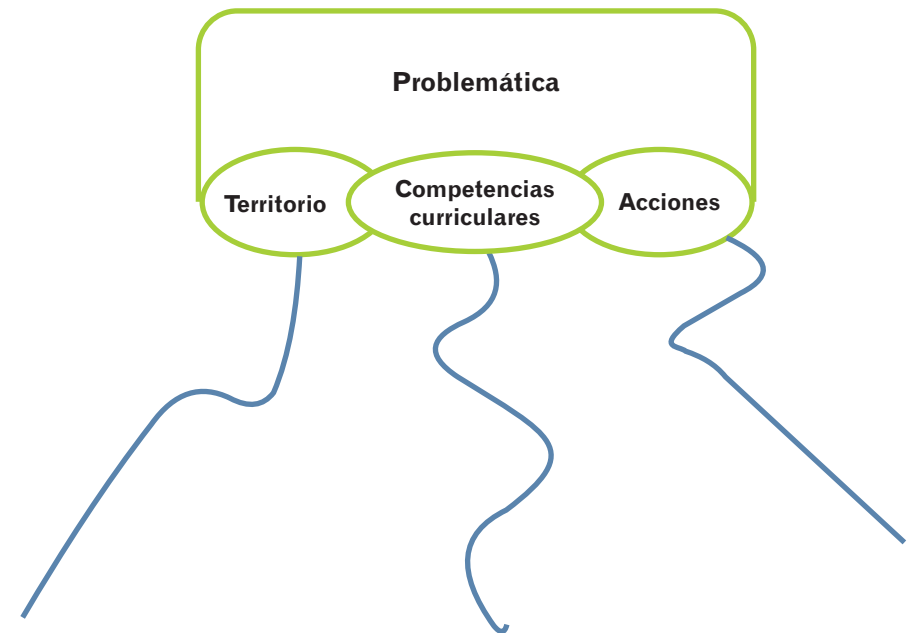 Problemática
Territorio
Competencias
curriculares
Acciones